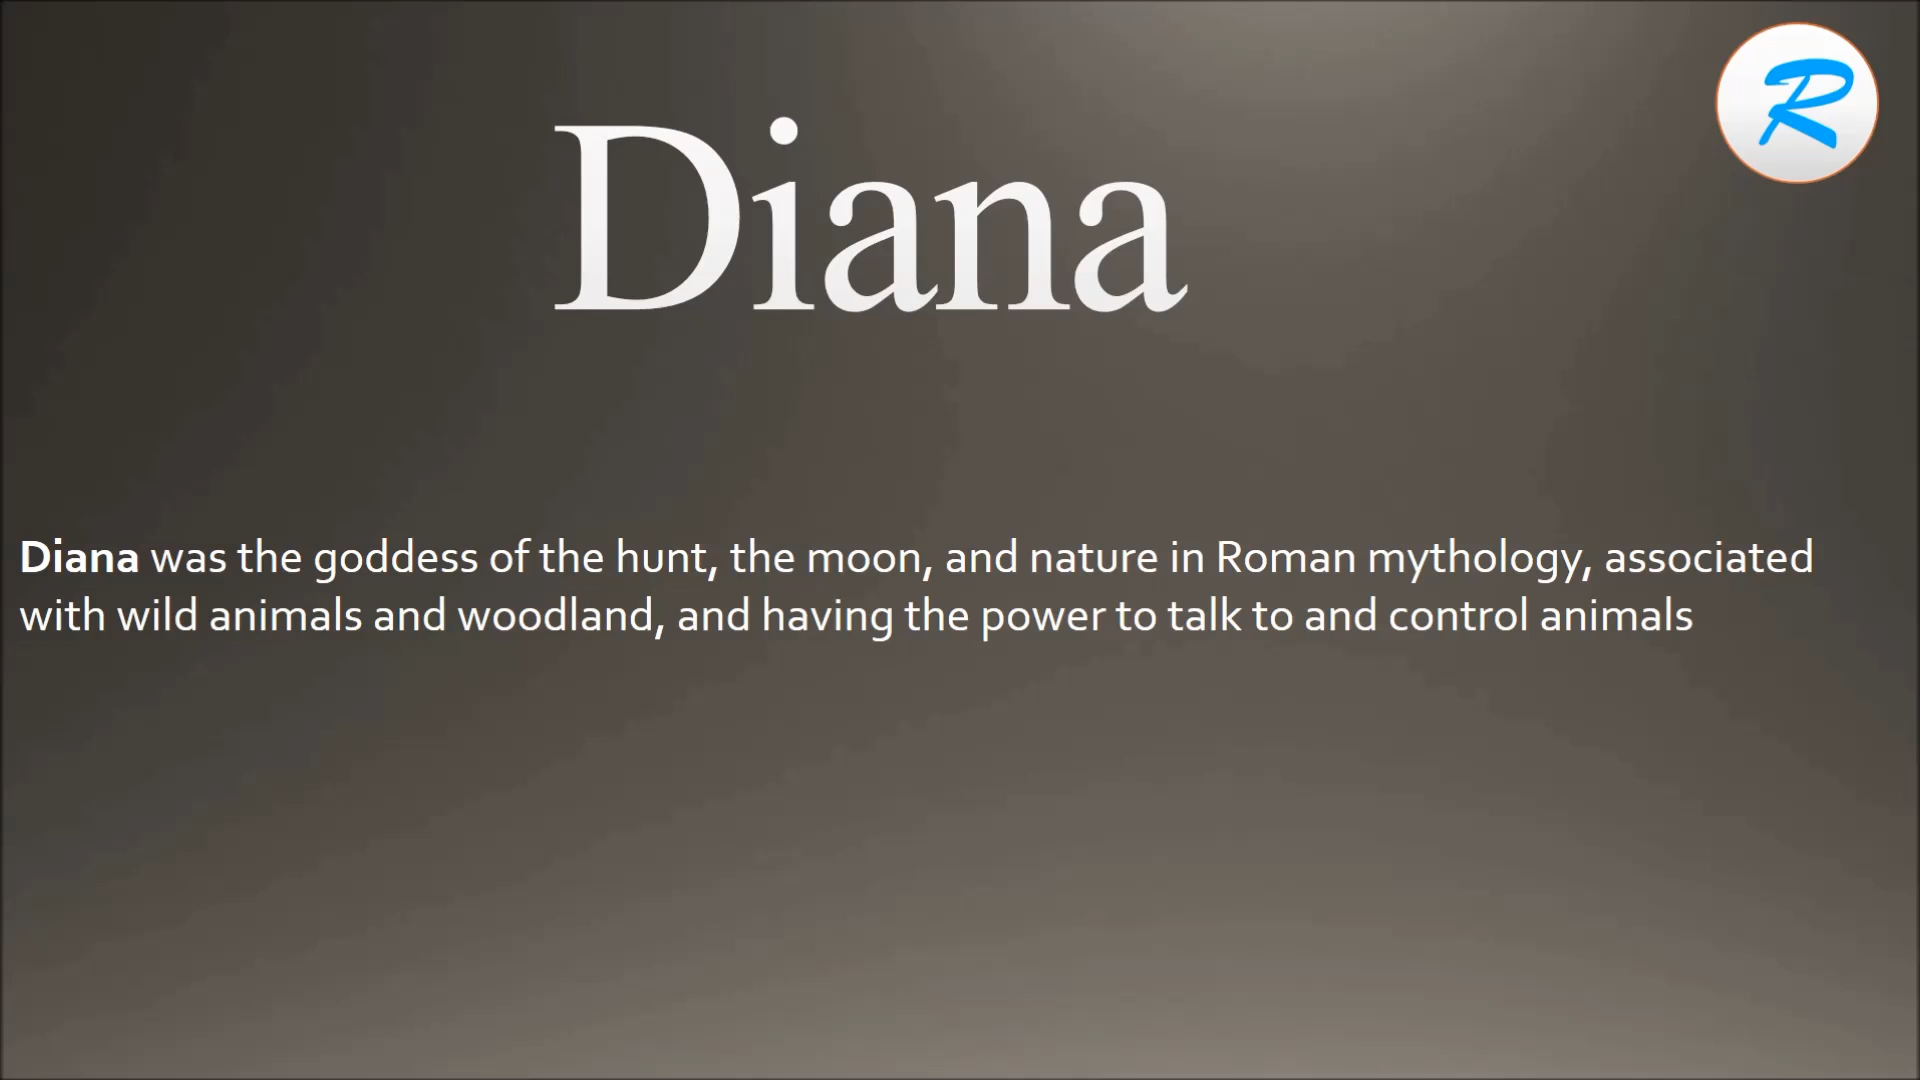 R
Diana
Diana was the goddess of the hunt, the moon, and nature in Roman mythology, associated
with wild animals and woodland, and having the power to talk to and control animals